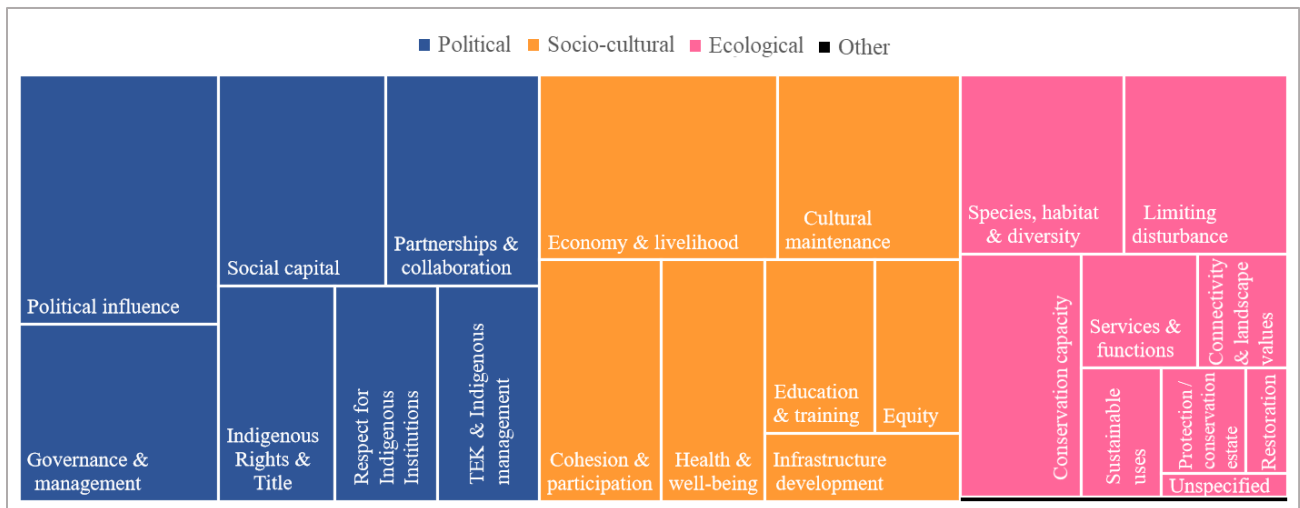 Political Socio-cultural Ecological Other
Political influence
Governance &
management
Social capital
Partnerships &
collaboration
Indigenous
Rights &
Title
Respect for
Indigenous
Institutions
TEK & Indigenous
management
Economy & livelihood
Cultural
maintenance
Cohesion &
participation
Health &
well-being
Education
& training
Equity
Infrastructure
development
Species, habitat
& diversity
Limiting
disturbance
Conservation capacity
Services &
functions
Connectivity
& landscape
values
Sustainable
uses
Protection/
conservation
estate
Restoration
Unspecified